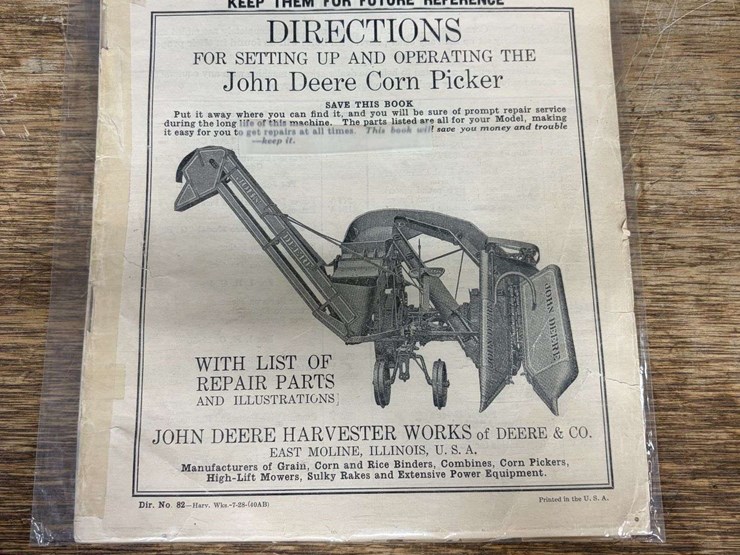 KEEP THEM FOR FUTURE REFERENCE
DIRECTIONS
FOR SETTING UP AND OPERATING THE
John Deere Corn Picker
SAVE THIS BOOK
Put it away where you can find it, and you will be sure of prompt repair service
during the long life of this machine. The parts listed are all for your Model, making
it easy for you to get repairs at all times. This book will save you money and trouble
—keep it.
JOHN
DEERE
JOHN DEERE
WITH LIST OF
REPAIR PARTS
AND ILLUSTRATIONS
JOHN DEERE HARVESTER WORKS of DEERE & CO.
EAST MOLINE, ILLINOIS, U. S. A.
Manufacturers of Grain, Corn and Rice Binders, Combines, Corn Pickers,
High-Lift Mowers, Sulky Rakes and Extensive Power Equipment.
Dir. No. 82—Harv. Wks.-7-28-(40AB)
Printed in the U. S. A.